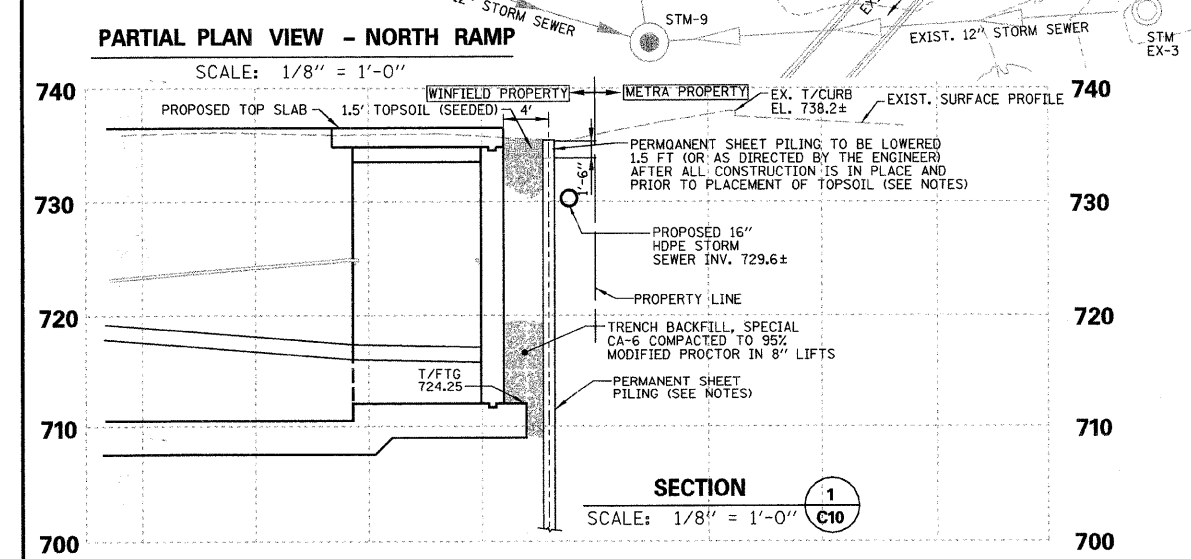 12" STORM SEWER
STM-9
EXIST. 12" STORM SEWER
STM
EX-3
EX.
PARTIAL PLAN VIEW - NORTH RAMP
SCALE: 1/8" = 1'-0"
740
WINFIELD PROPERTY
METRA PROPERTY
EX. T/CURB
EL. 738.2±
EXIST. SURFACE PROFILE
740
PROPOSED TOP SLAB
1.5' TOPSOIL (SEEDED)
4'
PERMQANENT SHEET PILING TO BE LOWERED
1.5 FT (OR AS DIRECTED BY THE ENGINEER)
AFTER ALL CONSTRUCTION IS IN PLACE AND
PRIOR TO PLACEMENT OF TOPSOIL (SEE NOTES)
1'-6"
730
730
PROPOSED 16"
HDPE STORM
SEWER INV. 729.6±
PROPERTY LINE
720
720
TRENCH BACKFILL, SPECIAL
CA-6 COMPACTED TO 95%
MODIFIED PROCTOR IN 8" LIFTS
T/FTG
724.25
PERMANENT SHEET
PILING (SEE NOTES)
710
710
SECTION
1
C10
SCALE: 1/8" = 1'-0"
700
700